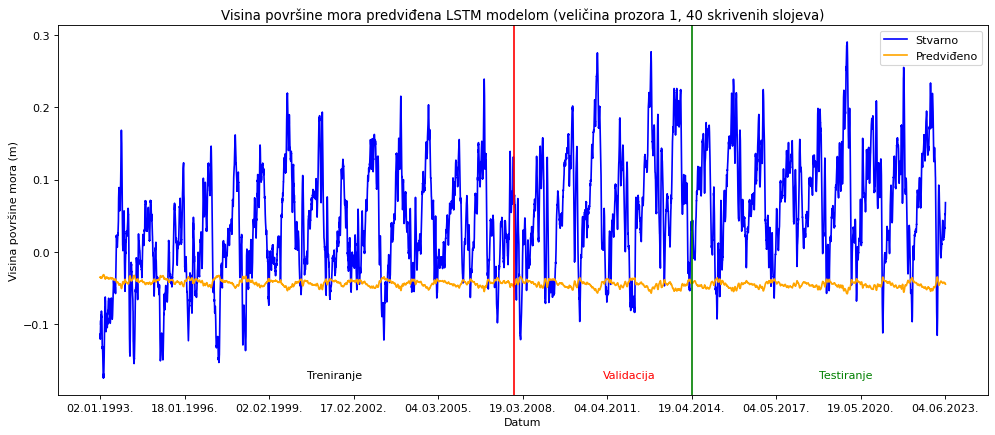 Visina površine mora predviđena LSTM modelom (veličina prozora 1, 40 skrivenih slojeva)
Stvarno
Predviđeno
Visina površine mora (m)
0.3
0.2
0.1
0.0
−0.1
Treniranje
Validacija
Testiranje
02.01.1993.
18.01.1996.
02.02.1999.
17.02.2002.
04.03.2005.
19.03.2008.
04.04.2011.
19.04.2014.
04.05.2017.
19.05.2020.
04.06.2023.
Datum